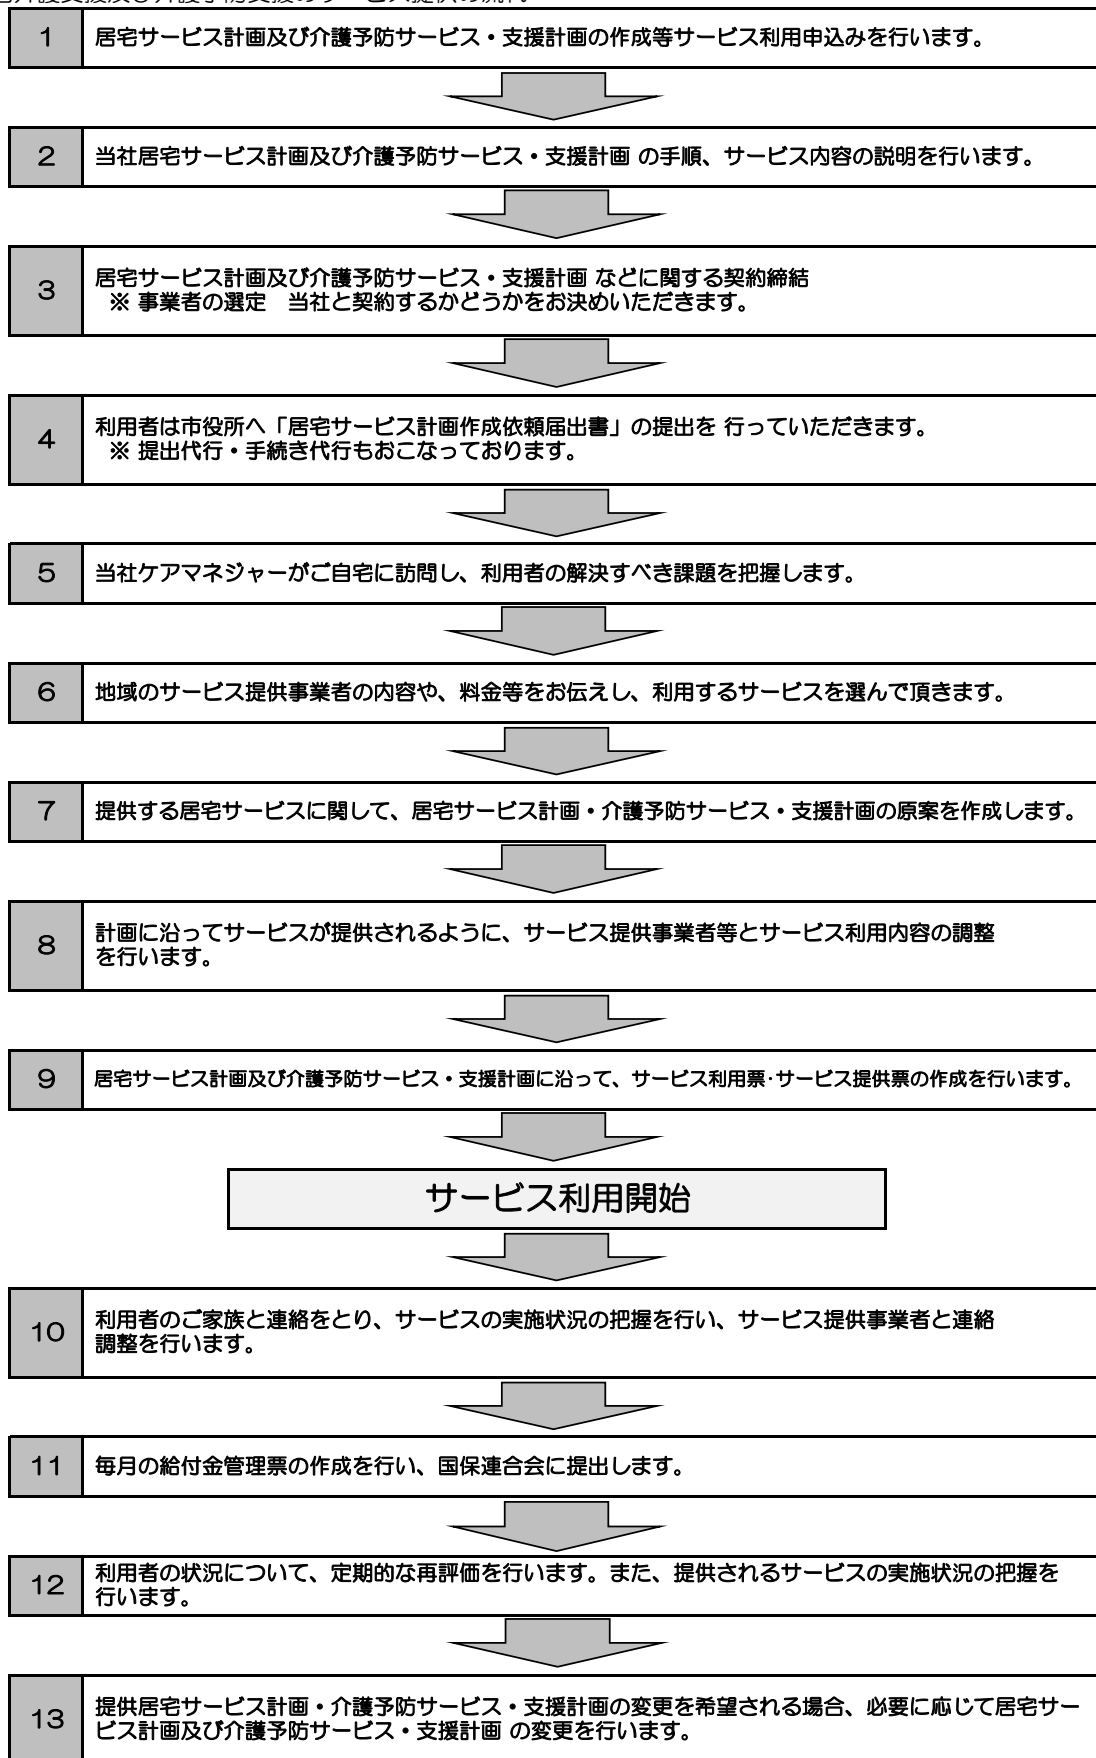 1 居宅サービス計画及び介護予防サービス・支援計画の作成等サービス利用申込みを行います。
2 当社居宅サービス計画及び介護予防サービス・支援計画 の手順、サービス内容の説明を行います。
3 居宅サービス計画及び介護予防サービス・支援計画 などに関する契約締結
※ 事業者の選定　当社と契約するかどうかをお決めいただきます。
4 利用者は市役所へ「居宅サービス計画作成依頼届出書」の提出を 行っていただきます。
※ 提出代行・手続き代行もおこなっております。
5 当社ケアマネジャーがご自宅に訪問し、利用者の解決すべき課題を把握します。
6 地域のサービス提供事業者の内容や、料金等をお伝えし、利用するサービスを選んで頂きます。
7 提供する居宅サービスに関して、居宅サービス計画・介護予防サービス・支援計画の原案を作成します。
8 計画に沿ってサービスが提供されるように、サービス提供事業者等とサービス利用内容の調整
を行います。
9 居宅サービス計画及び介護予防サービス・支援計画に沿って、サービス利用票･サービス提供票の作成を行います。
サービス利用開始
10 利用者のご家族と連絡をとり、サービスの実施状況の把握を行い、サービス提供事業者と連絡
調整を行います。
11 毎月の給付金管理票の作成を行い、国保連合会に提出します。
12 利用者の状況について、定期的な再評価を行います。また、提供されるサービスの実施状況の把握を
行います。
13 提供居宅サービス計画・介護予防サービス・支援計画の変更を希望される場合、必要に応じて居宅サー
ビス計画及び介護予防サービス・支援計画 の変更を行います。